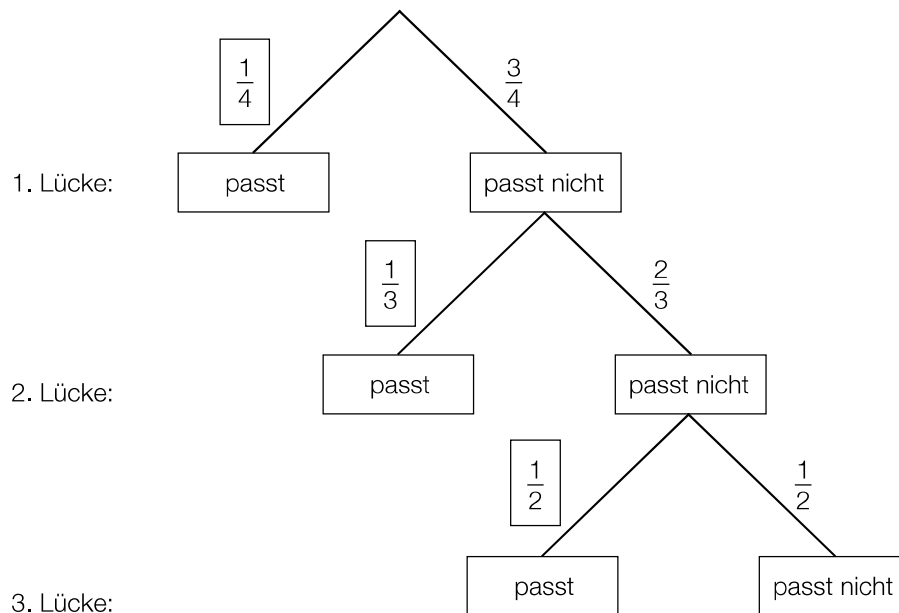 1/4 3/4
1. Lücke: passt passt nicht
1/3 2/3
2. Lücke: passt passt nicht
1/2 1/2
3. Lücke: passt passt nicht